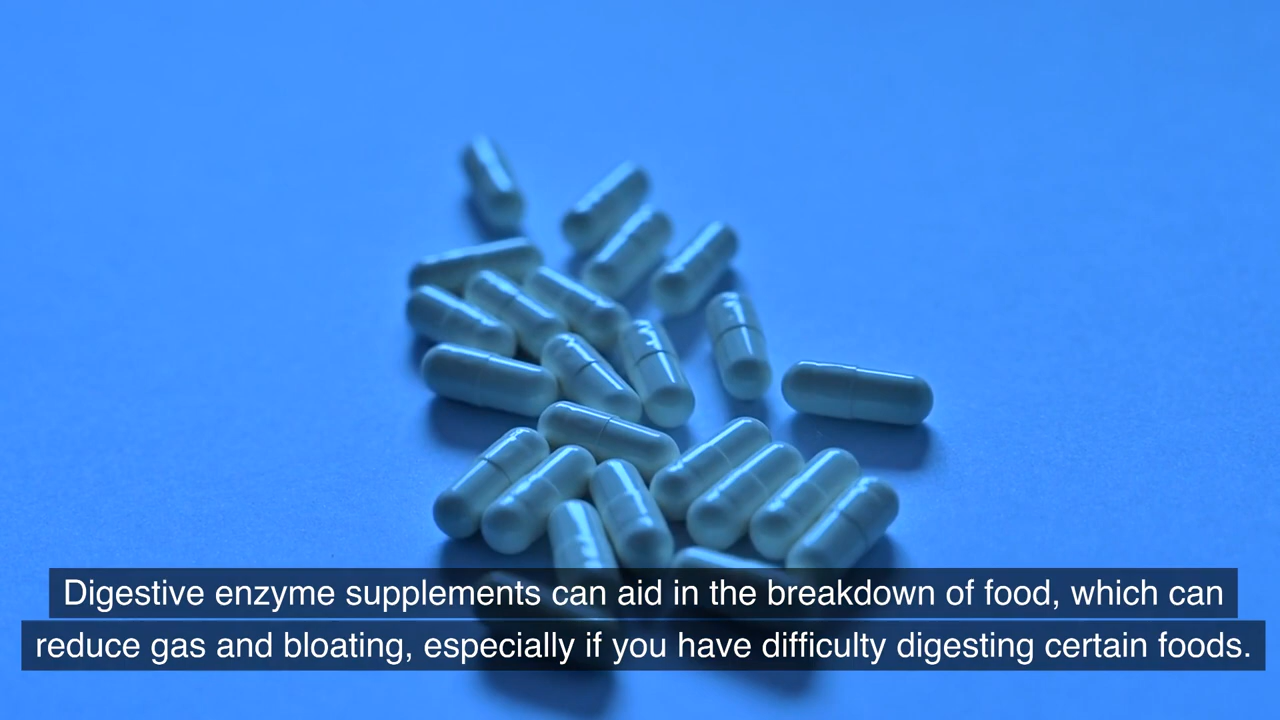 Digestive enzyme supplements can aid in the breakdown of food, which can
reduce gas and bloating, especially if you have difficulty digesting certain foods.